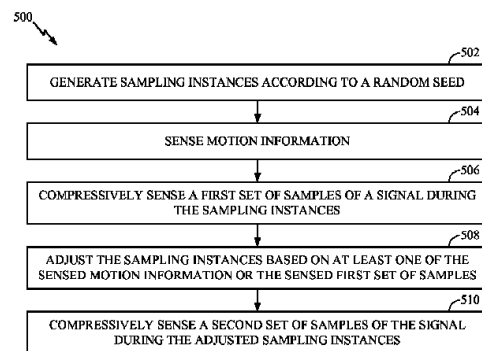 500
502
GENERATE SAMPLING INSTANCES ACCORDING TO A RANDOM SEED
504
SENSE MOTION INFORMATION
506
COMPRESSIVELY SENSE A FIRST SET OF SAMPLES OF A SIGNAL DURING
THE SAMPLING INSTANCES
508
ADJUST THE SAMPLING INSTANCES BASED ON AT LEAST ONE OF THE
SENSED MOTION INFORMATION OR THE SENSED FIRST SET OF SAMPLES
510
COMPRESSIVELY SENSE A SECOND SET OF SAMPLES OF THE SIGNAL
DURING THE ADJUSTED SAMPLING INSTANCES